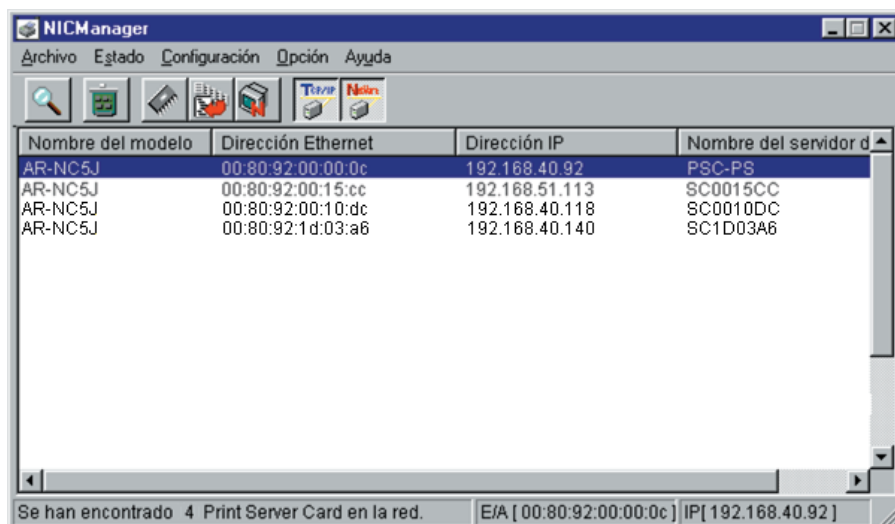 NICManager
Archivo Estado Configuración Opción Ayuda
TCP/IP NetWare
Nombre del modelo Dirección Ethernet Dirección IP Nombre del servidor d
AR-NC5J 00:80:92:00:00:0c 192.168.40.92 PSC-PS
AR-NC5J 00:80:92:00:15:cc 192.168.51.113 SC0015CC
AR-NC5J 00:80:92:00:10:dc 192.168.40.118 SC0010DC
AR-NC5J 00:80:92:1d:03:a6 192.168.40.140 SC1D03A6
Se han encontrado 4 Print Server Card en la red. E/A [ 00:80:92:00:00:0c ] IP[ 192.168.40.92 ]